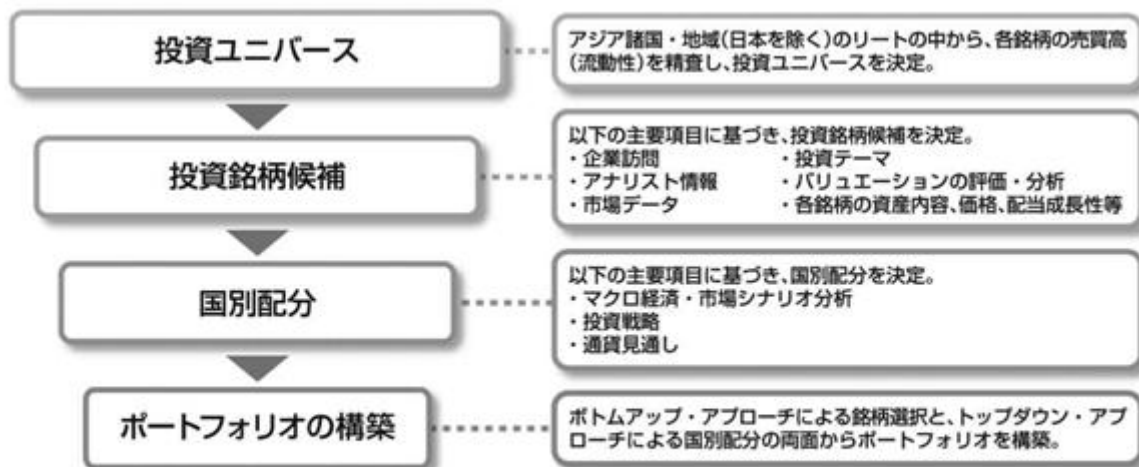 投資ユニバース
アジア諸国・地域(日本を除く)のリートの中から、各銘柄の売買高
(流動性)を精査し、投資ユニバースを決定。
投資銘柄候補
以下の主要項目に基づき、投資銘柄候補を決定。
・企業訪問 ・投資テーマ
・アナリスト情報 ・バリュエーションの評価・分析
・市場データ ・各銘柄の資産内容、価格、配当成長性等
国別配分
以下の主要項目に基づき、国別配分を決定。
・マクロ経済・市場シナリオ分析
・投資戦略
・通貨見通し
ポートフォリオの構築
ボトムアップ・アプローチによる銘柄選択と、トップダウン・アプ
ローチによる国別配分の両面からポートフォリオを構築。